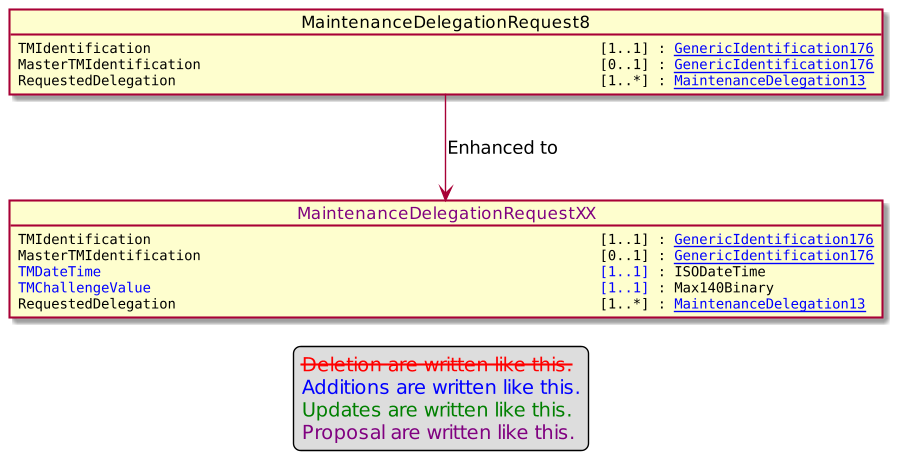 MaintenanceDelegationRequest8
TMIdentification [1..1] : GenericIdentification176
MasterTMIdentification [0..1] : GenericIdentification176
RequestedDelegation [1..*] : MaintenanceDelegation13
Enhanced to
MaintenanceDelegationRequestXX
TMIdentification [1..1] : GenericIdentification176
MasterTMIdentification [0..1] : GenericIdentification176
TMDateTime [1..1] : ISODateTime
TMChallengeValue [1..1] : Max140Binary
RequestedDelegation [1..*] : MaintenanceDelegation13
Deletion are written like this.
Additions are written like this.
Updates are written like this.
Proposal are written like this.